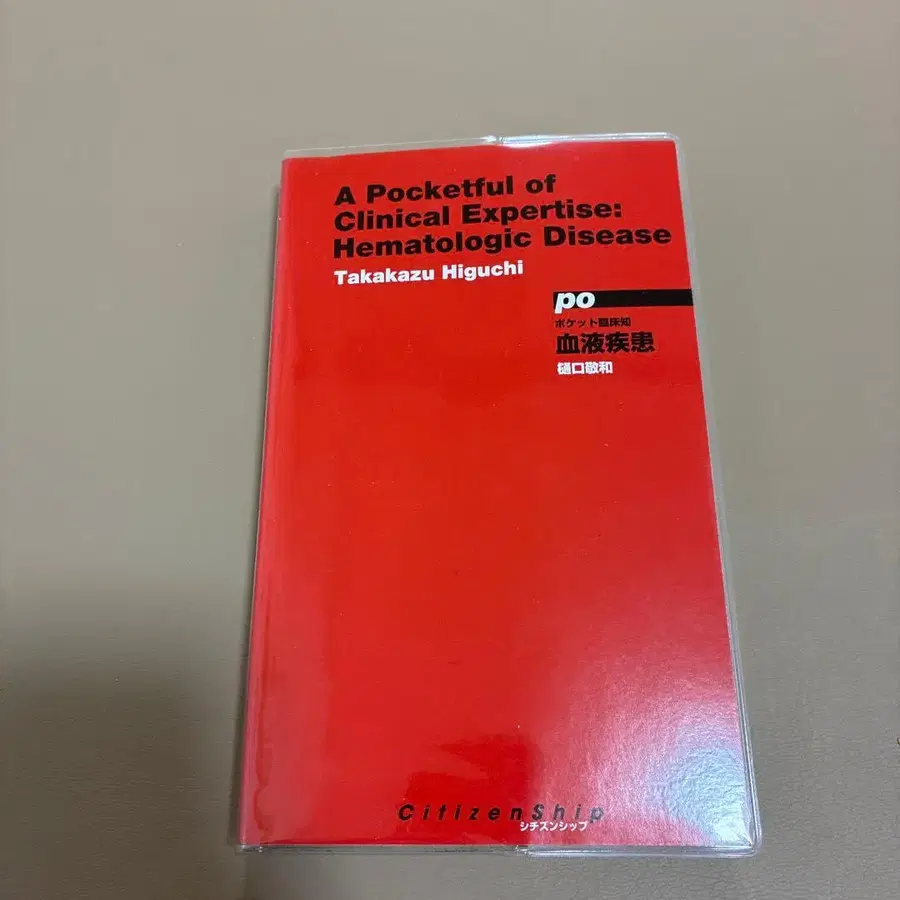 A Pocketful of
Clinical Expertise:
Hematologic Disease
Takakazu Higuchi
po
ポケット臨床知
血液疾患
樋口敬和
CitizenShip
シチズンシップ